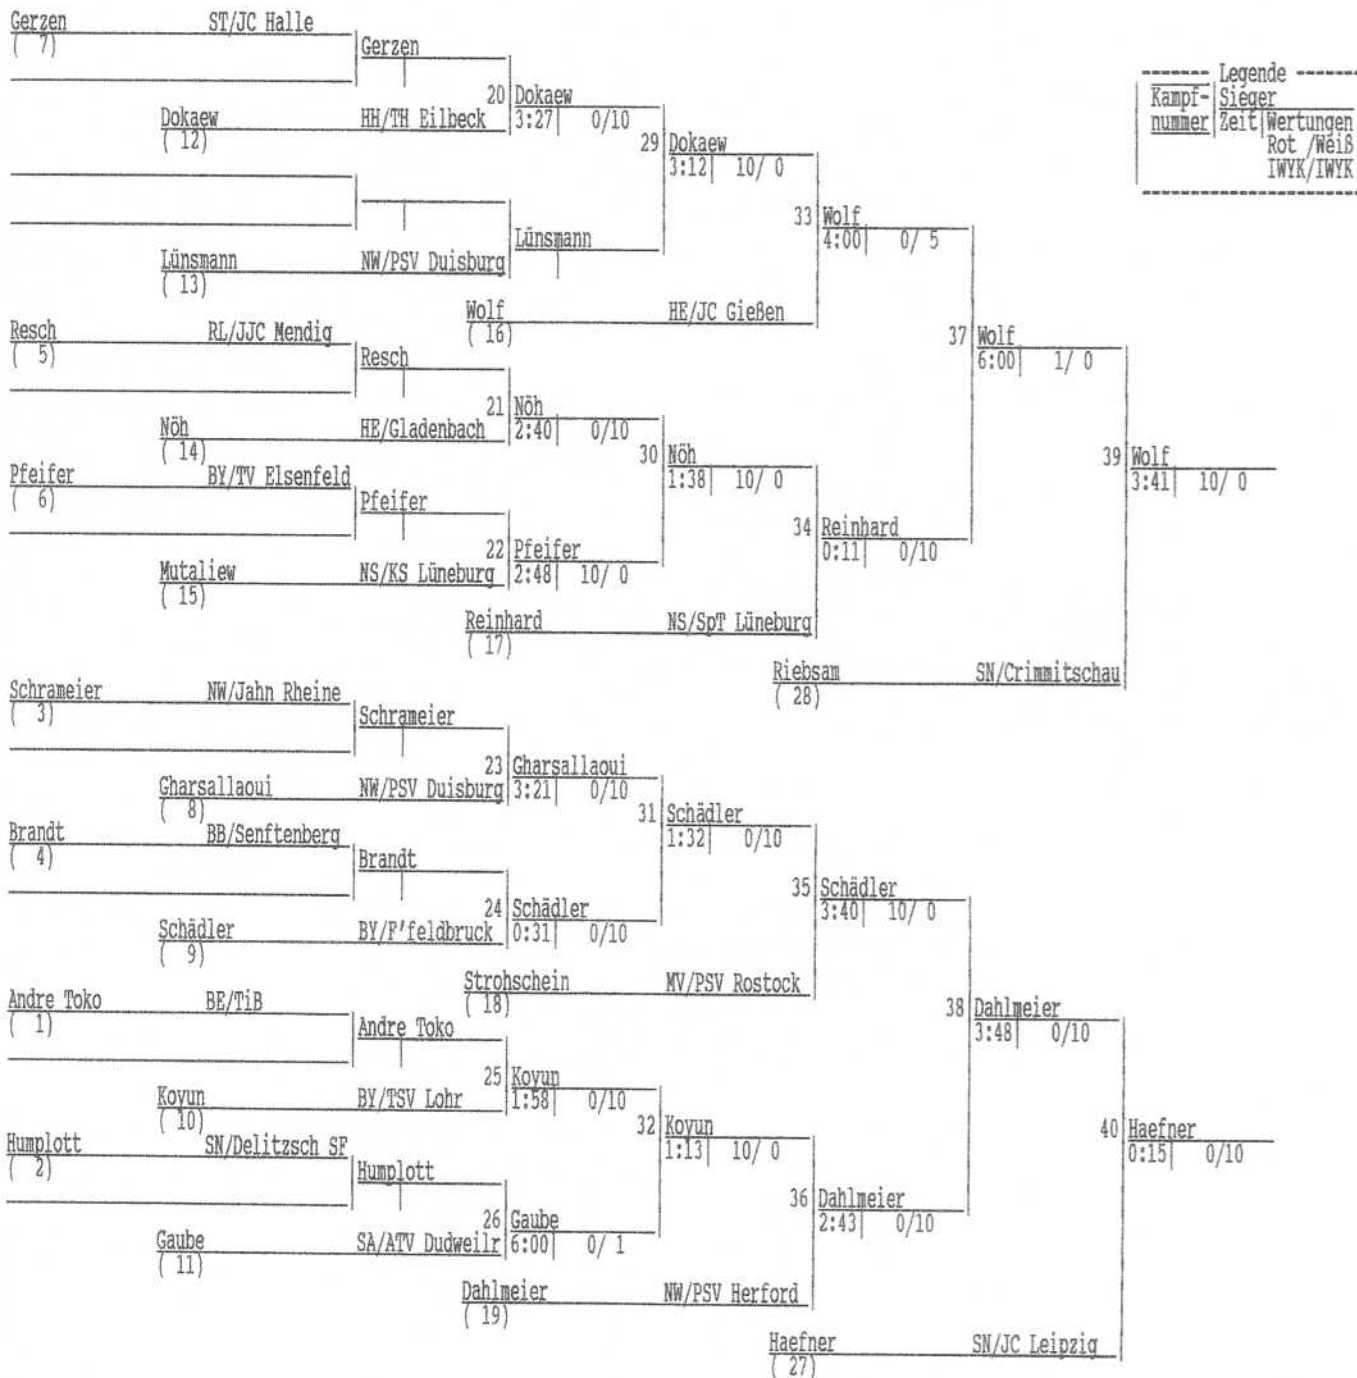 Gerzen ST/JC Halle
( 7)
Gerzen
------- Legende -------
Kampf- Sieger
nummer Zeit Wertungen
Rot /Weiß
IWYK/IWYK
20 Dokaew
3:27 0/10
Dokaew HH/TH Eilbeck
( 12)
29 Dokaew
3:12 10/ 0
33 Wolf
4:00 0/ 5
Lünsmann
Lünsmann NW/PSV Duisburg
( 13)
Wolf HE/JC Gießen
( 16)
Resch RL/JJC Mendig
( 5)
Resch
37 Wolf
6:00 1/ 0
21 Nöh
2:40 0/10
Nöh HE/Gladenbach
( 14)
30 Nöh
1:38 10/ 0
39 Wolf
3:41 10/ 0
Pfeifer BY/TV Elsenfeld
( 6)
Pfeifer
34 Reinhard
0:11 0/10
22 Pfeifer
2:48 10/ 0
Mutaliew NS/KS Lüneburg
( 15)
Reinhard NS/SpT Lüneburg
( 17)
Riebsam SN/Crimmitschau
( 28)
Schrameier NW/Jahn Rheine
( 3)
Schrameier
23 Gharsallaoui
3:21 0/10
Gharsallaoui NW/PSV Duisburg
( 8)
31 Schädler
1:32 0/10
Brandt BB/Senftenberg
( 4)
Brandt
35 Schädler
3:40 10/ 0
24 Schädler
0:31 0/10
Schädler BY/F'feldbruck
( 9)
Strohschein MV/PSV Rostock
( 18)
Andre Toko BE/TiB
( 1)
Andre Toko
38 Dahlmeier
3:48 0/10
25 Koyun
1:58 0/10
Koyun BY/TSV Lohr
( 10)
32 Koyun
1:13 10/ 0
40 Haefner
0:15 0/10
Humplott SN/Delitzsch SF
( 2)
Humplott
36 Dahlmeier
2:43 0/10
26 Gaube
6:00 0/ 1
Gaube SA/ATV Dudweilr
( 11)
Dahlmeier NW/PSV Herford
( 19)
Haefner SN/JC Leipzig
( 27)